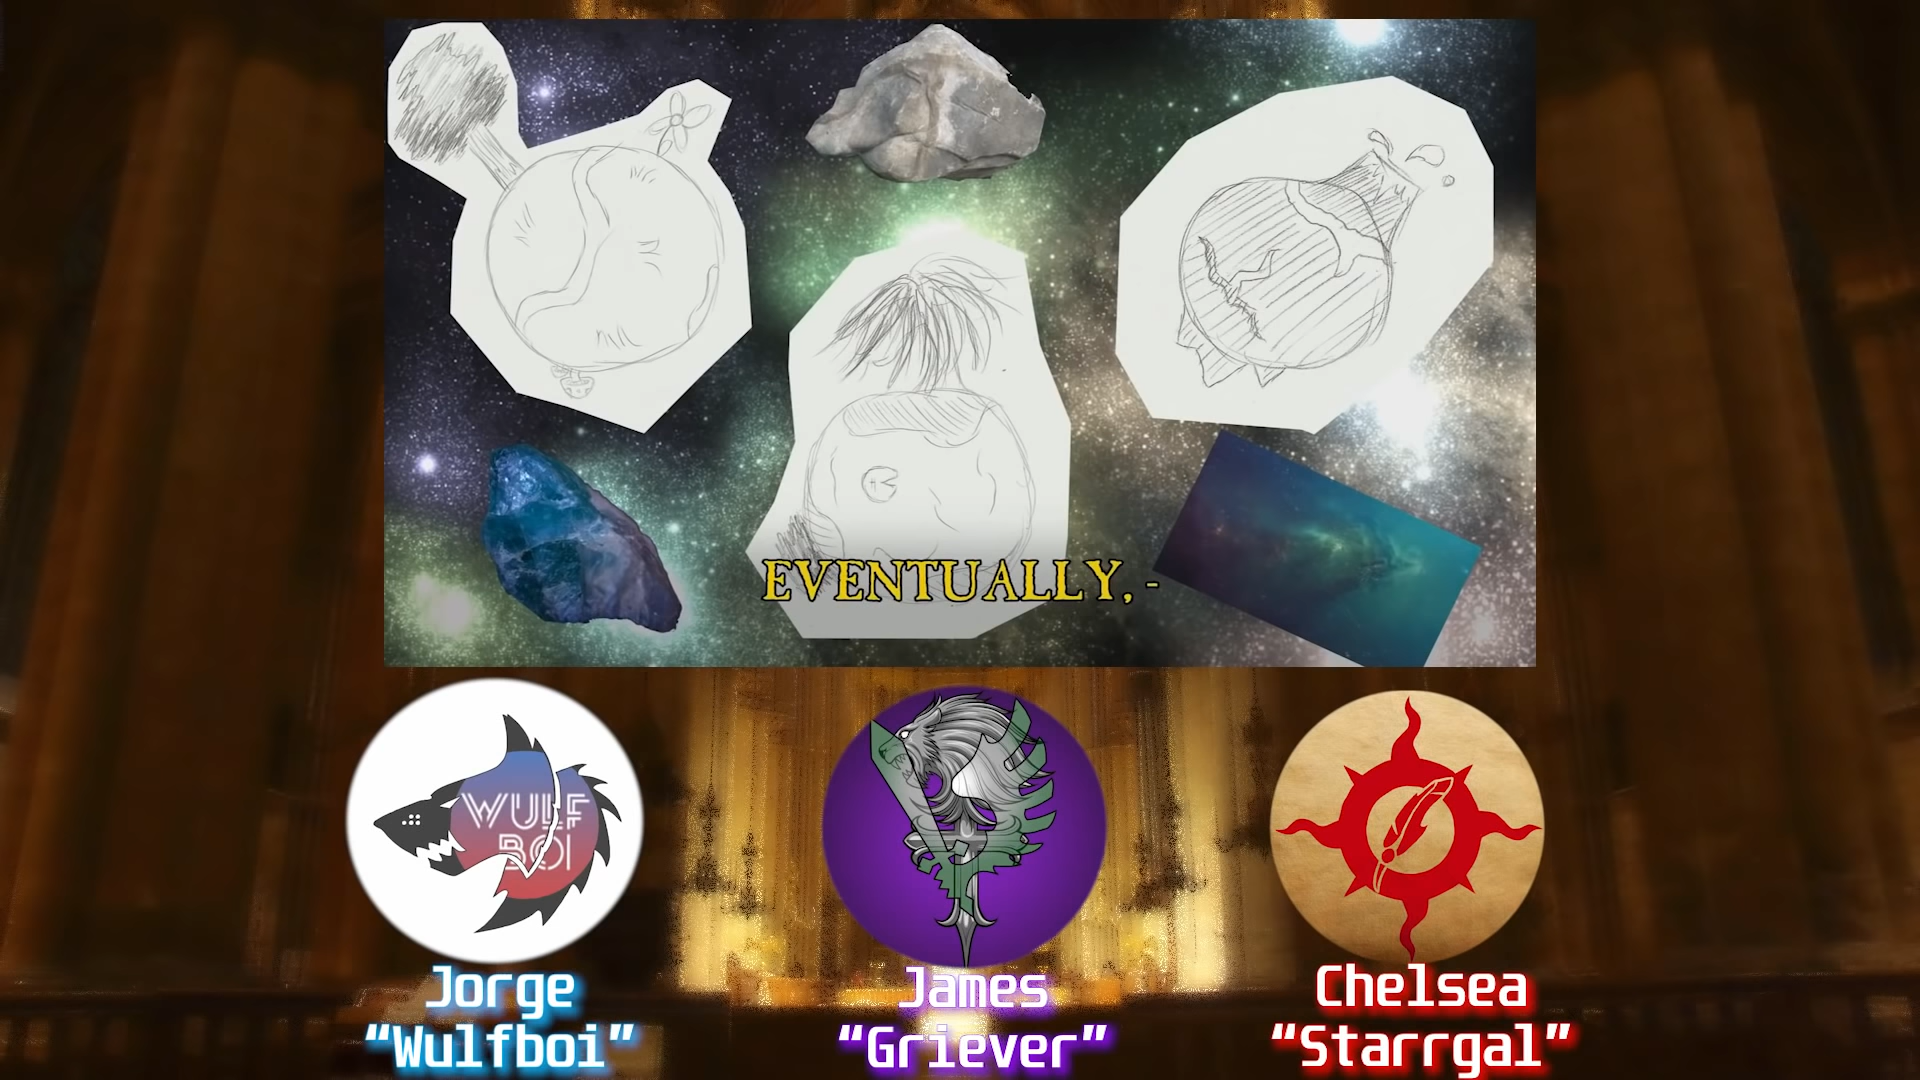 EVENTUALLY, -
WULF
BOI
Jorge
“Wulfboi”
James
“Griever”
Chelsea
“Starrgal”